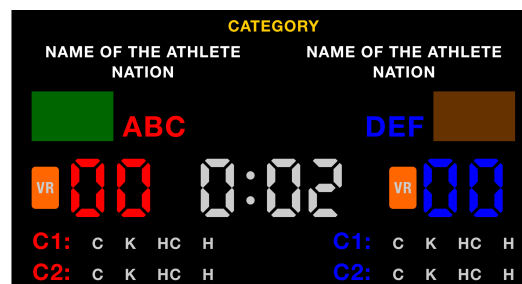 CATEGORY
NAME OF THE ATHLETE NAME OF THE ATHLETE
NATION NATION
ABC DEF
VR 00 0:02 VR 00
C1: C K HC H C1: C K HC H
C2: C K HC H C2: C K HC H